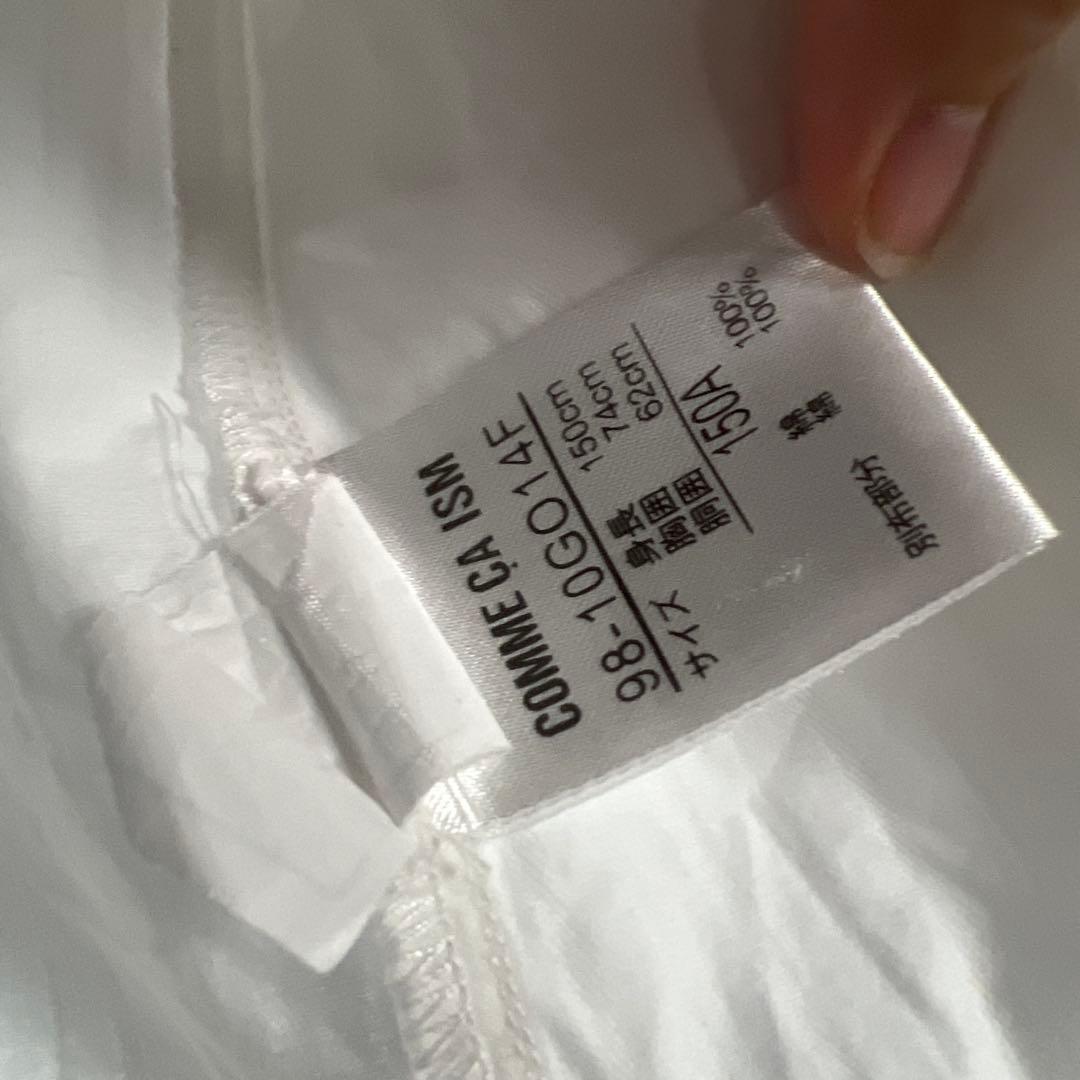 COMME ÇA ISM
98-10GO14F
サイズ 身長 150cm
胸囲 74cm
胴囲 62cm
150A
綿 100%
別布部分 綿 100%